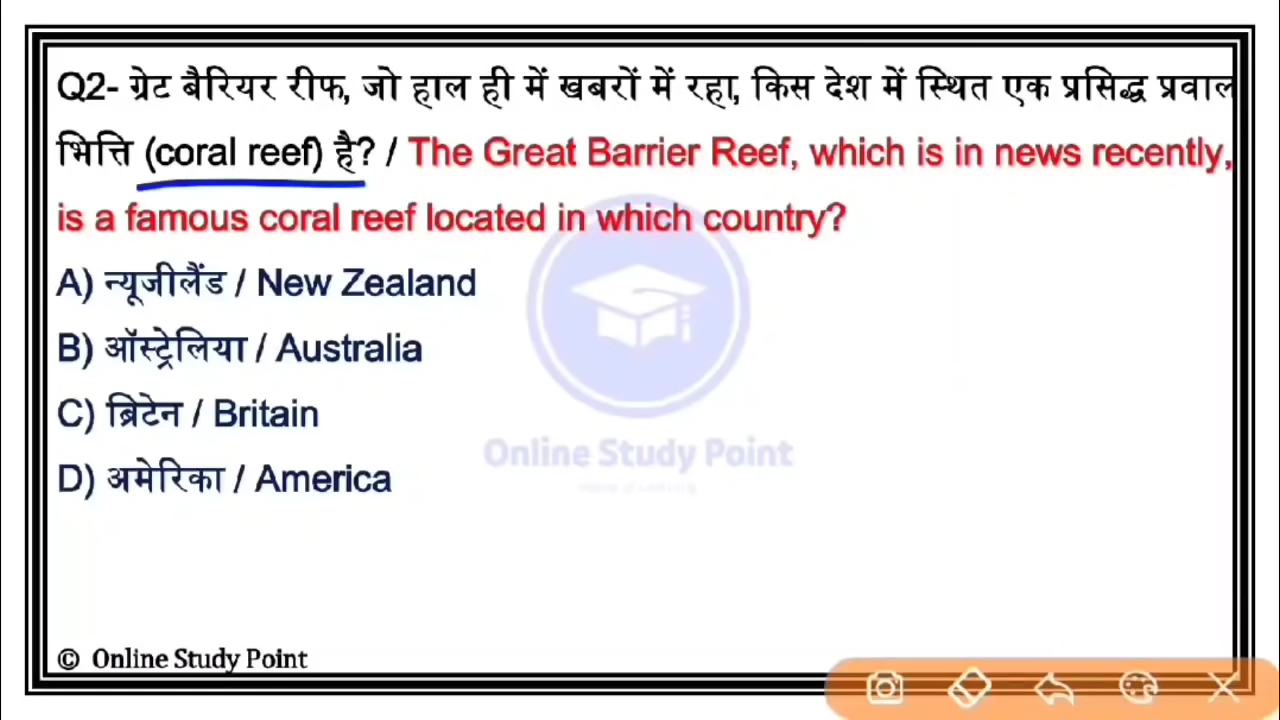 Q2- ग्रेट बैरियर रीफ, जो हाल ही में खबरों में रहा, किस देश में स्थित एक प्रसिद्ध प्रवाल
भित्ति (coral reef) है? / The Great Barrier Reef, which is in news recently,
is a famous coral reef located in which country?
A) न्यूजीलैंड / New Zealand
B) ऑस्ट्रेलिया / Australia
C) ब्रिटेन / Britain
D) अमेरिका / America
Online Study Point
© Online Study Point